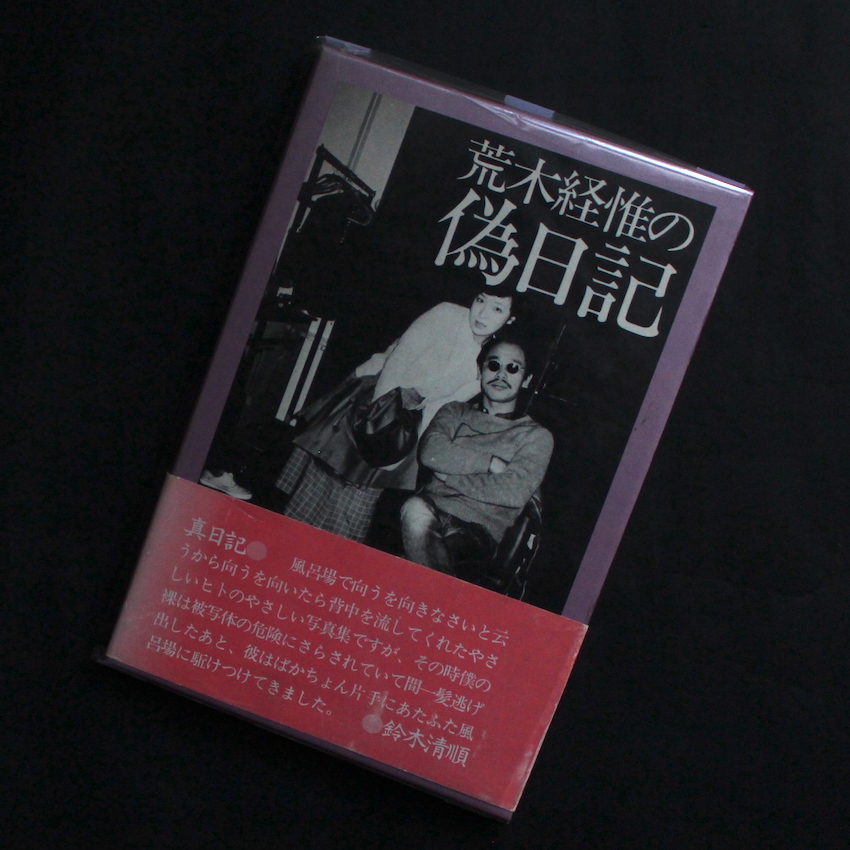 荒木経惟の
偽日記
真日記● 風呂場で向うを向きなさいと云
うから向うを向いたら背中を流してくれたやさ
しいヒトのやさしい写真集ですが、その時僕の
裸は被写体の危険にさらされていて間一髪逃げ
出したあと、彼はばかちょん片手にあたふた風
呂場に駆けつけてきました。
●鈴木清順